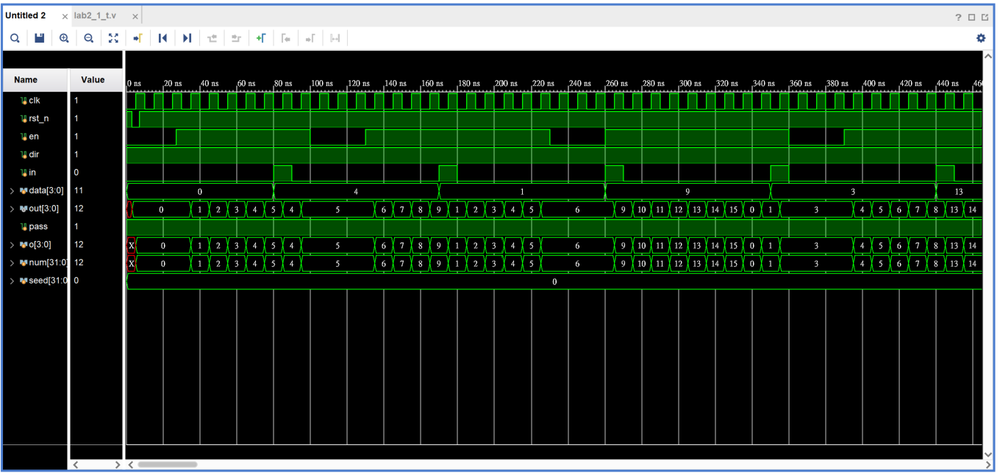 Untitled 2 × lab2_1_t.v ×
?
Name Value
0 ns 20 ns 40 ns 60 ns 80 ns 100 ns 120 ns 140 ns 160 ns 180 ns 200 ns 220 ns 240 ns 260 ns 280 ns 300 ns 320 ns 340 ns 360 ns 380 ns 400 ns 420 ns 440 ns 460
clk 1
rst_n 1
en 1
dir 1
in 0
data[3:0] 11 0 4 1 9 3 13
out[3:0] 12 0 1 2 3 4 5 4 5 6 7 8 9 1 2 3 4 5 6 9 10 11 12 13 14 15 0 1 3 4 5 6 7 8 13 14
pass 1
o[3:0] 12 X 0 1 2 3 4 5 4 5 6 7 8 9 1 2 3 4 5 6 9 10 11 12 13 14 15 0 1 3 4 5 6 7 8 13 14
num[31:0] 12 X 0 1 2 3 4 5 4 5 6 7 8 9 1 2 3 4 5 6 9 10 11 12 13 14 15 0 1 3 4 5 6 7 8 13 14
seed[31:0 0 0